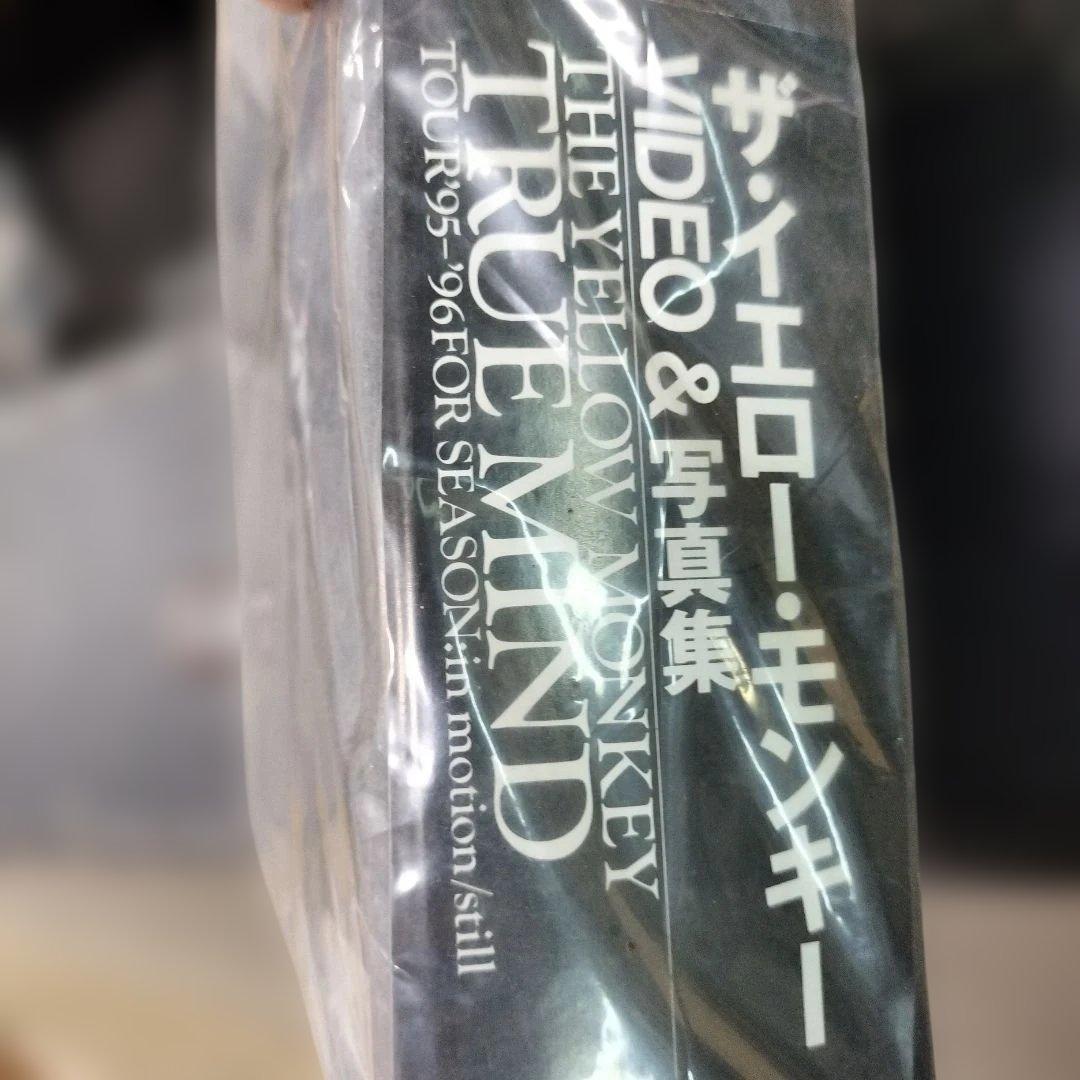 ザ・イエロー・モンキー
VIDEO & 写真集
THE YELLOW MONKEY
TRUE MIND
TOUR'95-'96 FOR SEASON:in motion/still